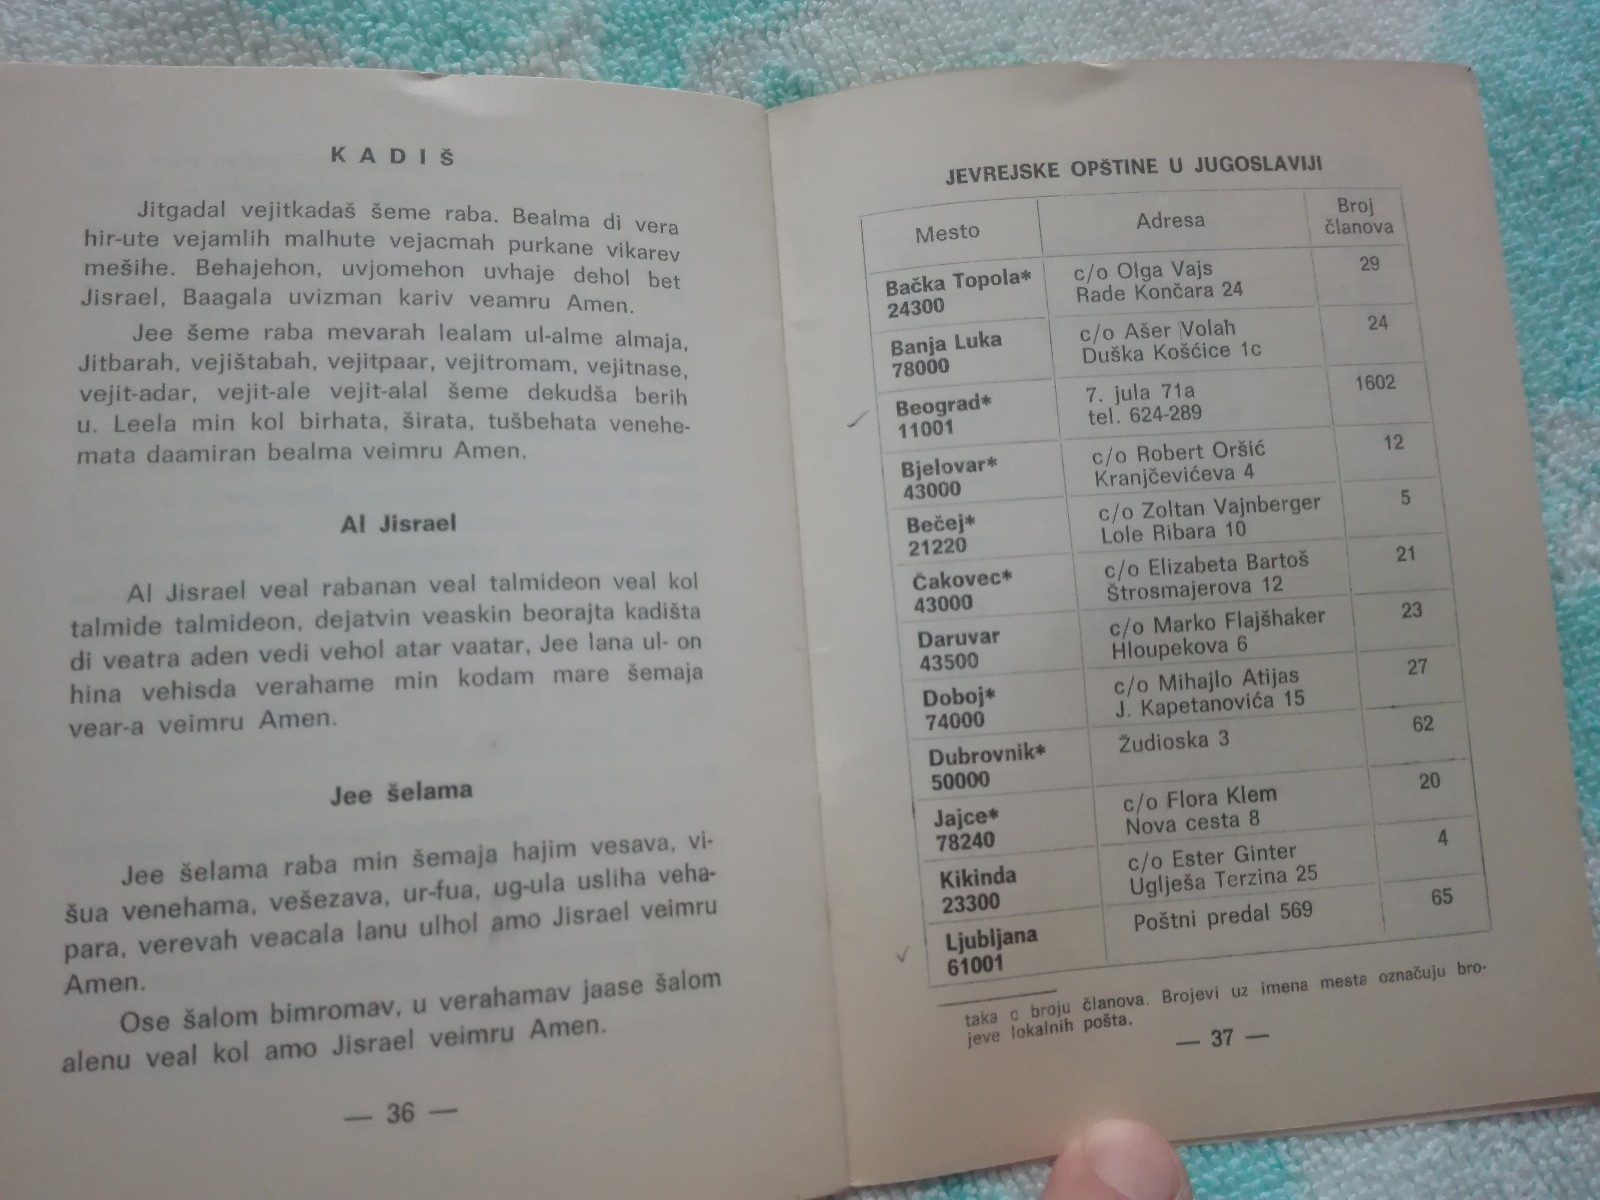 KADIŠ
Jitgadal vejitkadaš šeme raba. Bealma di vera
hir-ute vejamlih malhute vejacmah purkane vikarev
mešihe. Behajehon, uvjomehon uvhaje dehol bet
Jisrael, Baagala uvizman kariv veamru Amen.
Jee šeme raba mevarah lealam ul-alme almaja,
Jitbarah, vejištabah, vejitpaar, vejitromam, vejitnase,
vejit-adar, vejit-ale vejit-alal šeme dekudša berih
u. Leela min kol birhata, širata, tušbehata venehe-
mata daamiran bealma veimru Amen.
Al Jisrael
Al Jisrael veal rabanan veal talmideon veal kol
talmide talmideon, dejatvin veaskin beorajta kadišta
di veatra aden vedi vehol atar vaatar, Jee lana ul- on
hina vehisda verahame min kodam mare šemaja
vear-a veimru Amen.
Jee šelama
Jee šelama raba min šemaja hajim vesava, vi-
šua venehama, vešezava, ur-fua, ug-ula usliha veha-
para, verevah veacala lanu ulhol amo Jisrael veimru
Amen.
Ose šalom bimromav, u verahamav jaase šalom
alenu veal kol amo Jisrael veimru Amen.
— 36 —
JEVREJSKE OPŠTINE U JUGOSLAVIJI
Mesto Adresa Broj
članova
Bačka Topola* c/o Olga Vajs 29
24300 Rade Končara 24
Banja Luka c/o Ašer Volah 24
78000 Duška Košćice 1c
Beograd* 7. jula 71a 1602
11001 tel. 624-289
Bjelovar* c/o Robert Oršić 12
43000 Kranjčevićeva 4
Bečej* c/o Zoltan Vajnberger 5
21220 Lole Ribara 10
Čakovec* c/o Elizabeta Bartoš 21
43000 Štrosmajerova 12
Daruvar c/o Marko Flajšhaker 23
43500 Hloupekova 6
Doboj* c/o Mihajlo Atijas 27
74000 J. Kapetanovića 15
Dubrovnik* Žudioska 3 62
50000
Jajce* c/o Flora Klem 20
78240 Nova cesta 8
Kikinda c/o Ester Ginter 4
23300 Uglješa Terzina 25
Ljubljana Poštni predal 569 65
61001
taka o broju članova. Brojevi uz imena mesta označuju bro-
jeve lokalnih pošta.
— 37 —